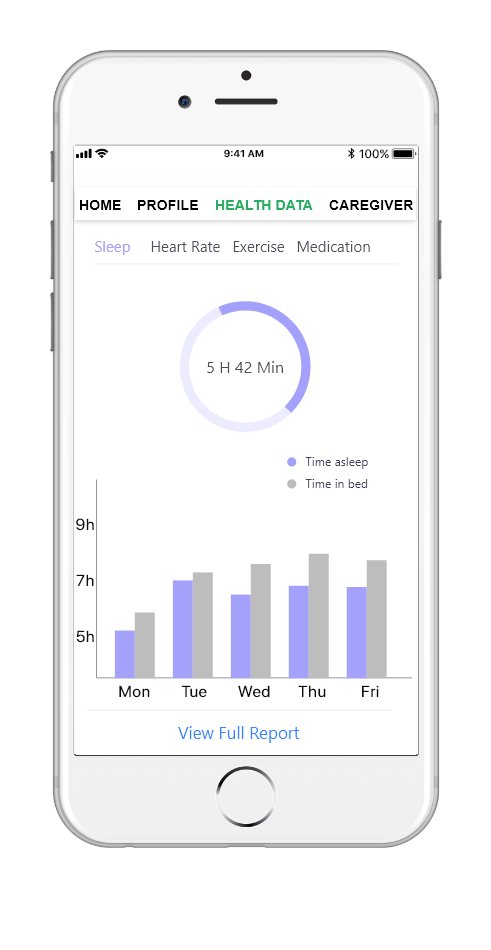 9:41 AM 100%
HOME PROFILE HEALTH DATA CAREGIVER
Sleep Heart Rate Exercise Medication
5 H 42 Min
Time asleep
Time in bed
9h
7h
5h
Mon Tue Wed Thu Fri
View Full Report